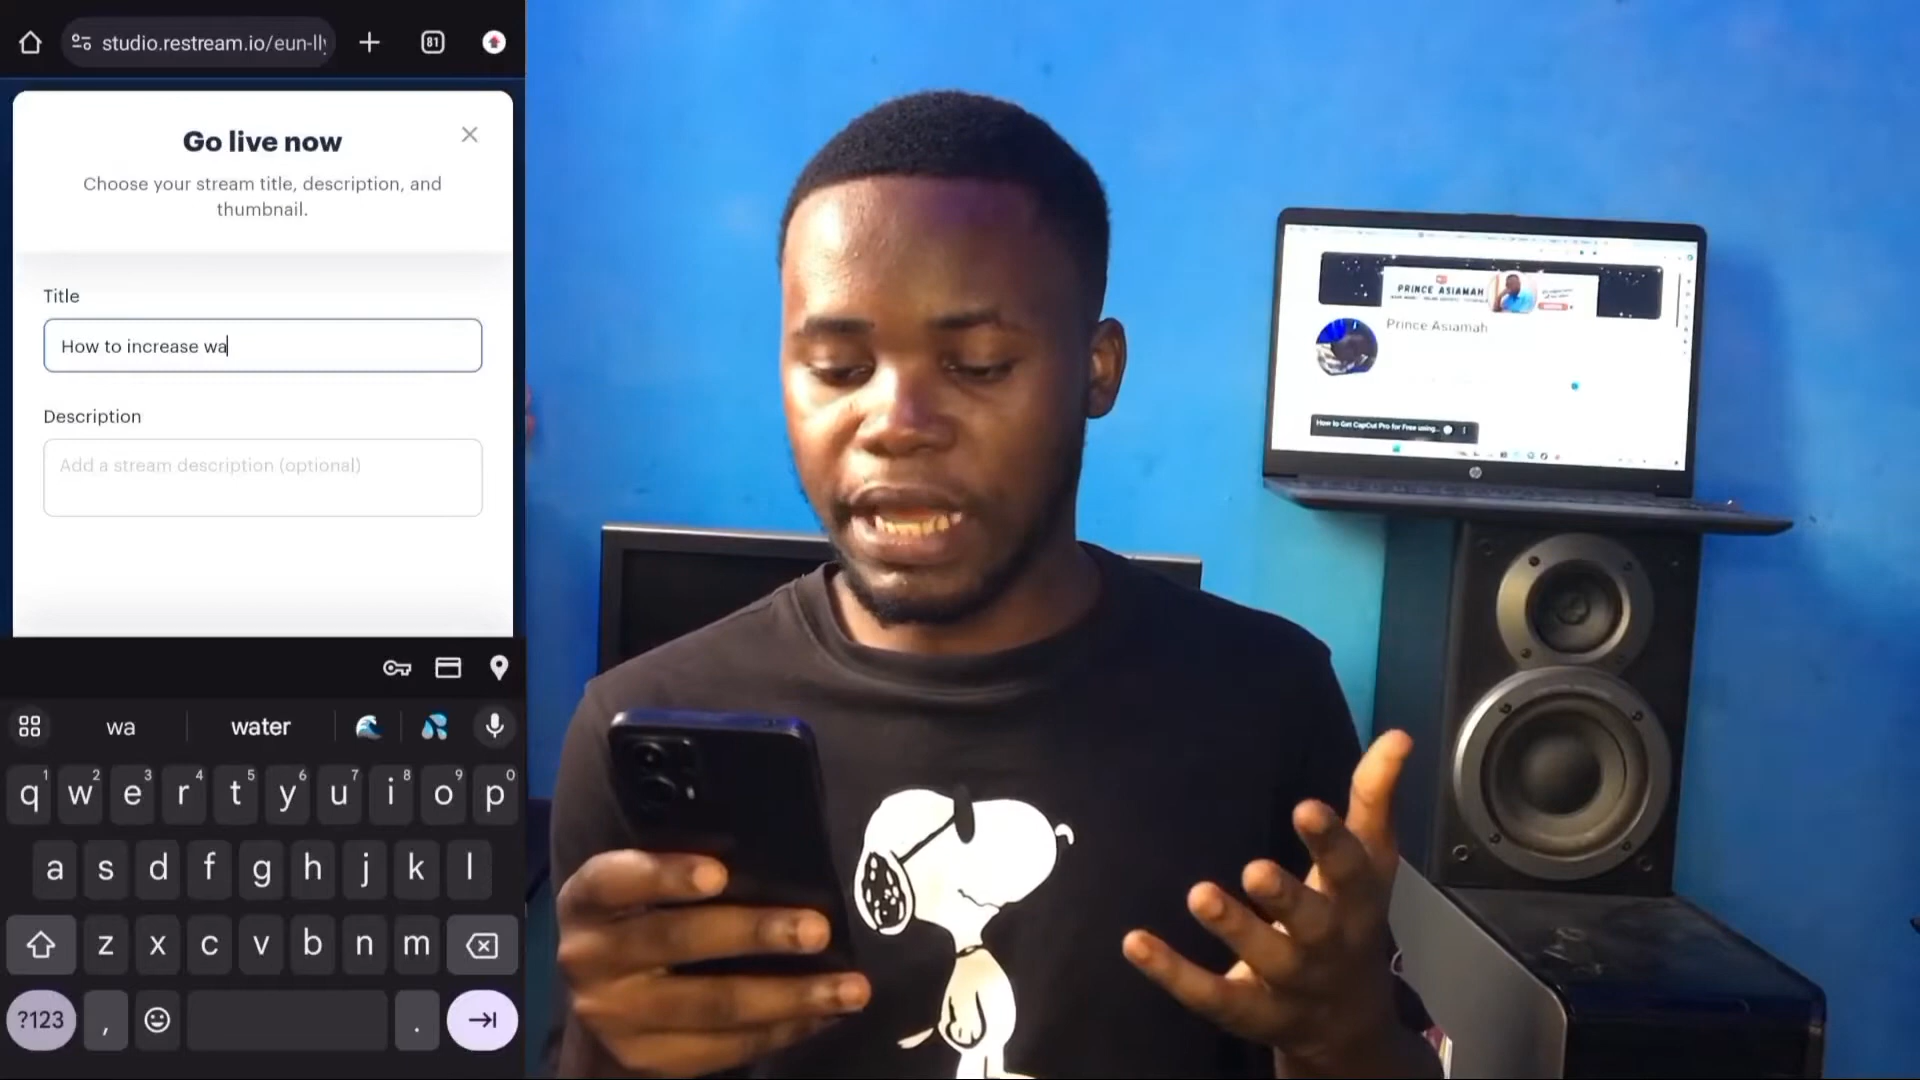 studio.restream.io/eun-lly
81
Go live now
Choose your stream title, description, and
thumbnail.
Title
How to increase wa
Description
Add a stream description (optional)
wa water
q1 w2 e3 r4 t5 y6 u7 i8 o9 p0
a s d f g h j k l
z x c v b n m
?123 , .
PRINCE ASIAMAH
Prince Asiamah
How to Get CapCut Pro for Free using...
hp